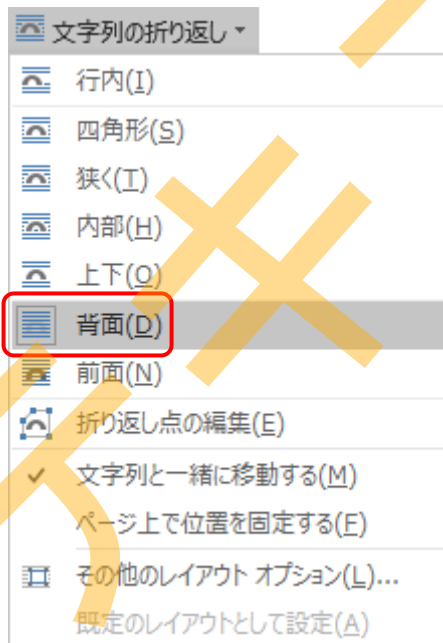 文字列の折り返し
行内(I)
四角形(S)
狭く(T)
内部(H)
上下(O)
背面(D)
前面(N)
折り返し点の編集(E)
文字列と一緒に移動する(M)
ページ上で位置を固定する(F)
その他のレイアウト オプション(L)...
既定のレイアウトとして設定(A)